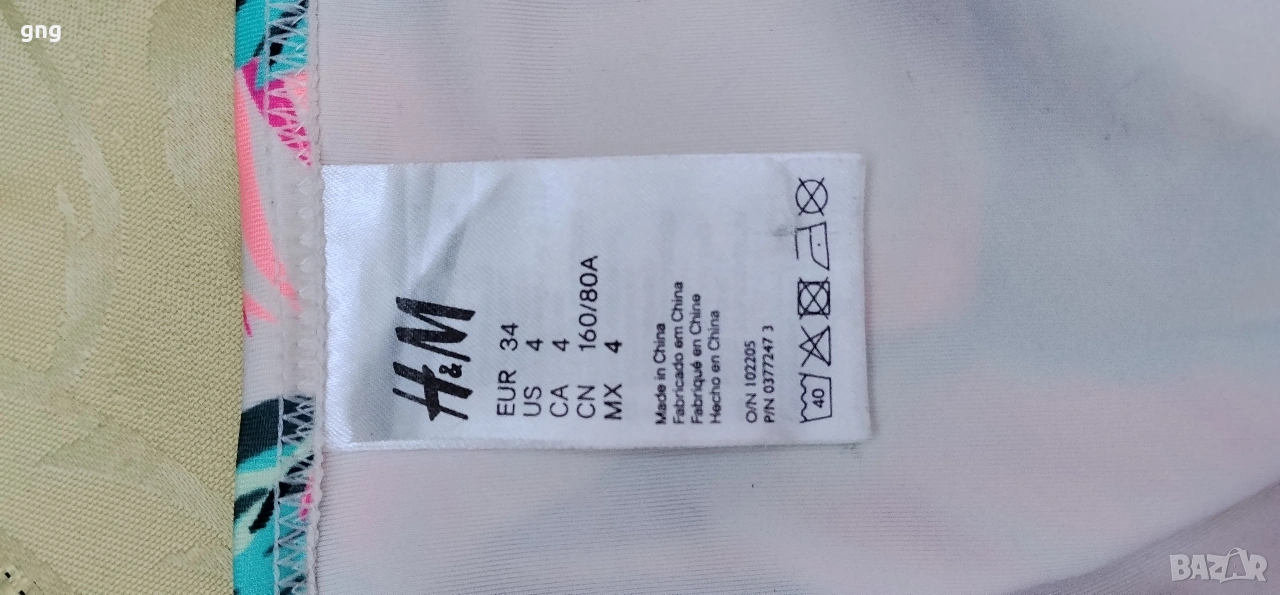 gng
H&M
EUR 34
US 4
CA 4
CN 160/80A
MX 4
Made in China
Fabricado em China
Fabriqué en Chine
Hecho en China
O/N 102205
P/N 0377247 3
40
BAZAR